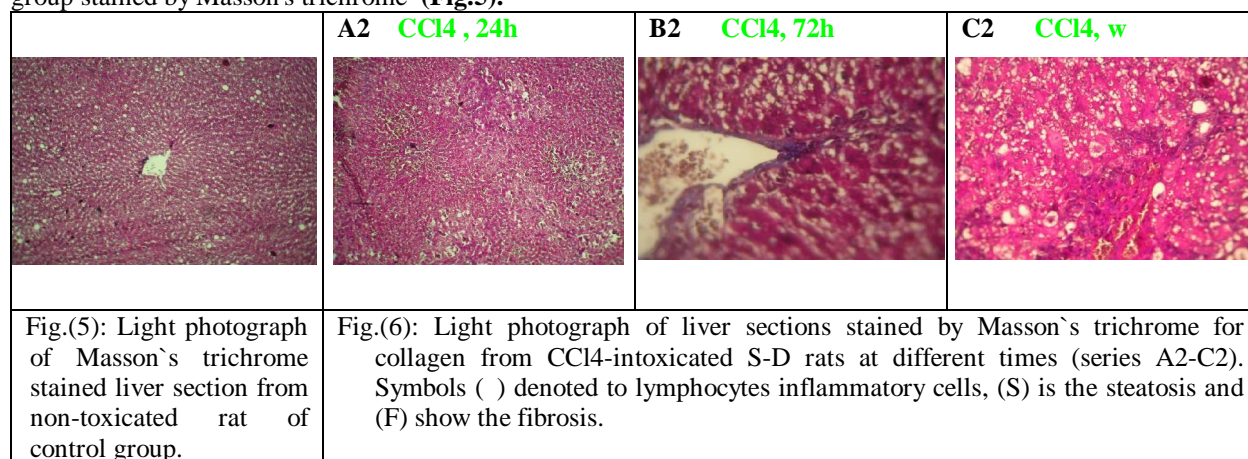 group stained by Masson's trichrome (Fig.5).
A2 CCl4 , 24h
B2 CCl4, 72h
C2 CCl4, w
Fig.(5): Light photograph
of Masson`s trichrome
stained liver section from
non-toxicated rat of
control group.
Fig.(6): Light photograph of liver sections stained by Masson`s trichrome for
collagen from CCl4-intoxicated S-D rats at different times (series A2-C2).
Symbols ( ) denoted to lymphocytes inflammatory cells, (S) is the steatosis and
(F) show the fibrosis.